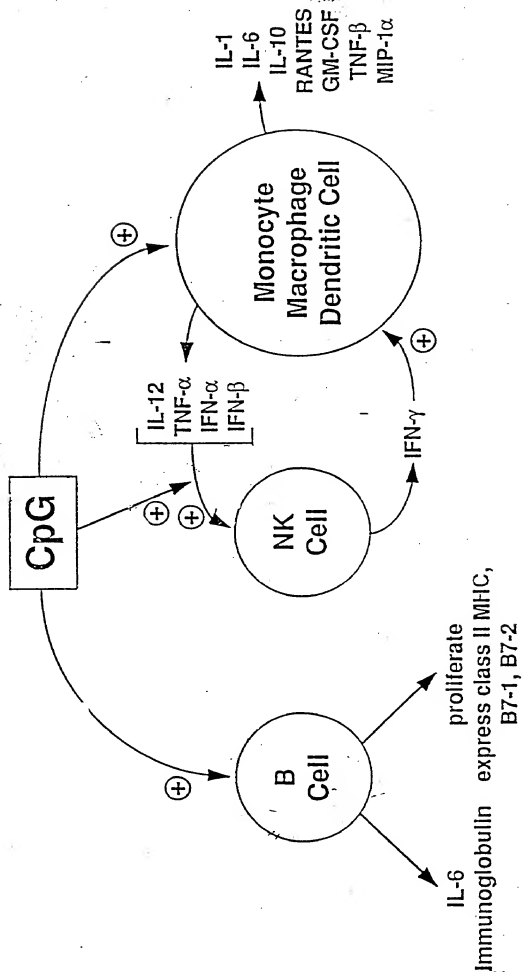 CpG
⊕
⊕
⊕
⊕
IL-12
TNF-α
IFN-α
IFN-β
B
Cell
NK
Cell
Monocyte
Macrophage
Dendritic Cell
IL-1
IL-6
IL-10
RANTES
GM-CSF
TNF-β
MIP-1α
IFN-γ
⊕
IL-6
Immunoglobulin
proliferate
express class II MHC,
B7-1, B7-2